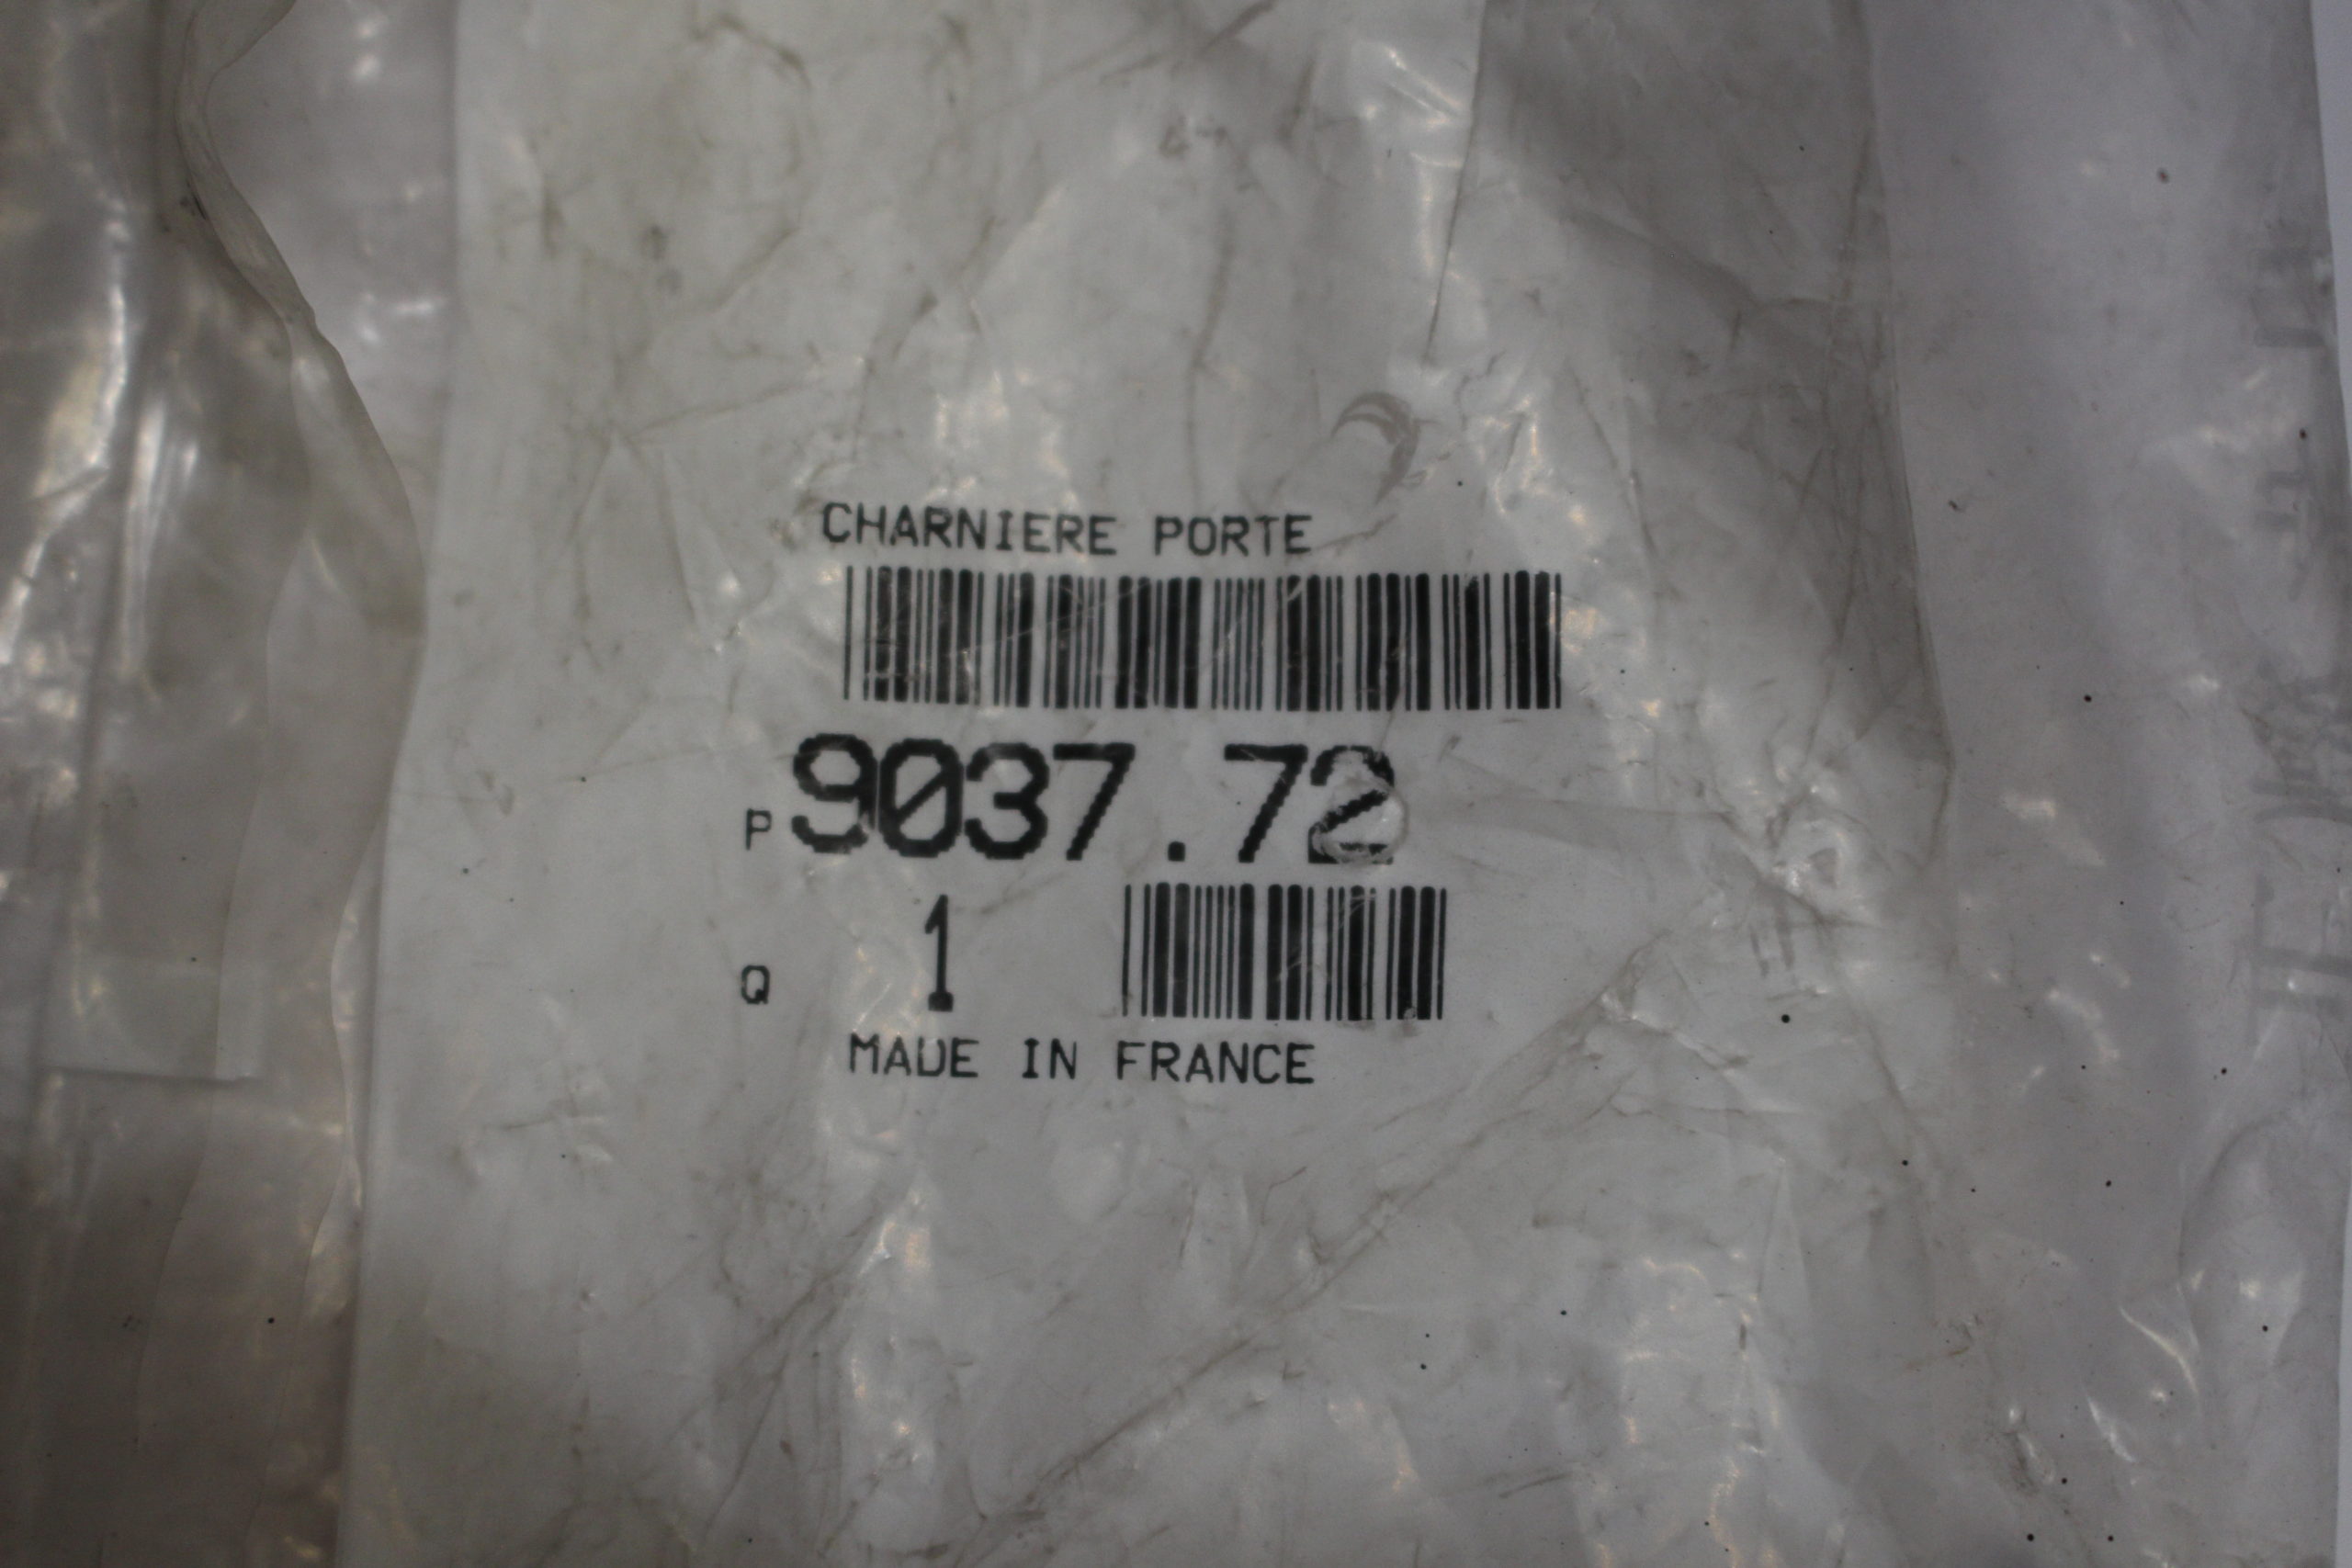 CHARNIERE PORTE
P 9037.72
Q 1
MADE IN FRANCE